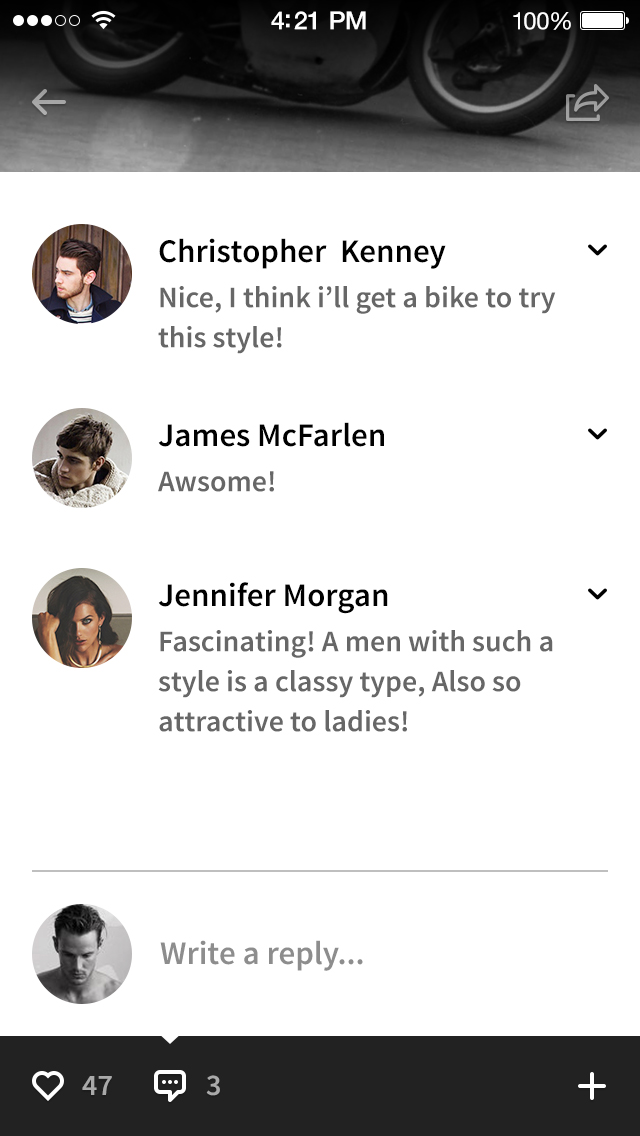 4:21 PM 100%
Christopher  Kenney
Nice, I think i’ll get a bike to try
this style!
James McFarlen
Awsome!
Jennifer Morgan
Fascinating! A men with such a
style is a classy type, Also so
attractive to ladies!
Write a reply...
47 3